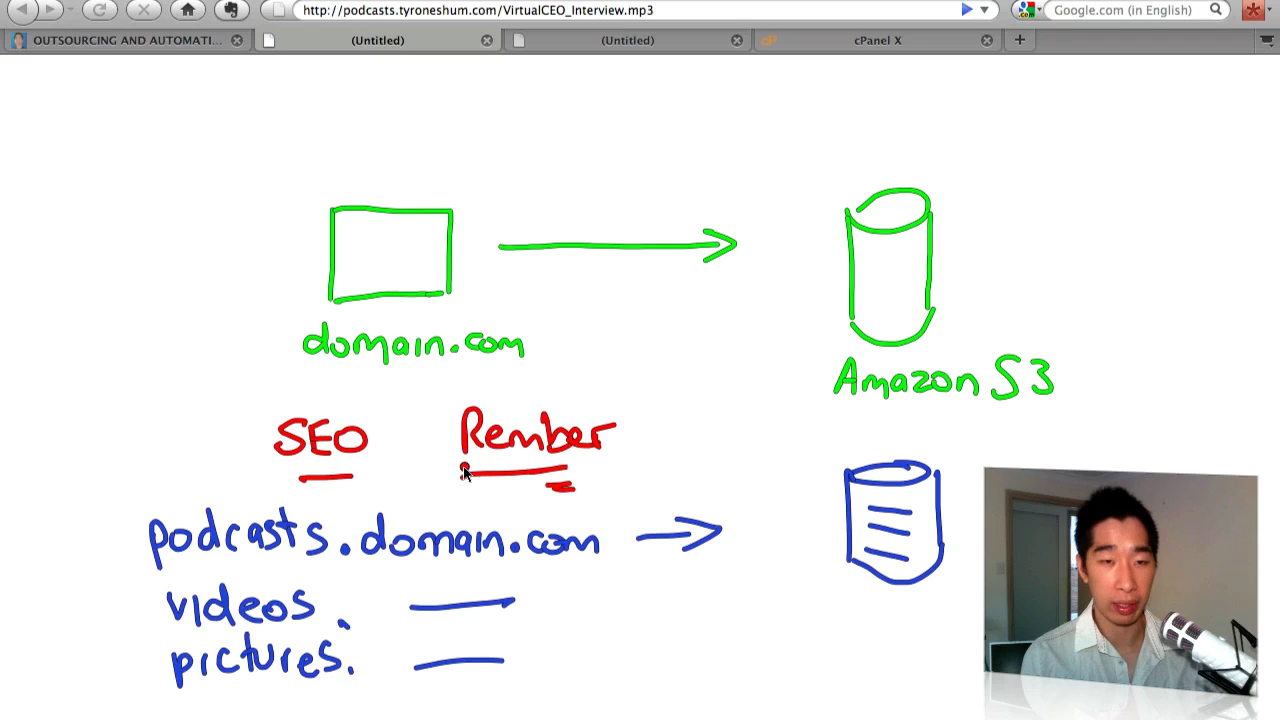 http://podcasts.tyroneshum.com/VirtualCEO_Interview.mp3
Google.com (in English)
OUTSOURCING AND AUTOMATI...
(Untitled)
(Untitled)
cP
cPanel X
domain.com
Amazon S3
SEO
Rember
podcasts.domain.com
videos.
pictures.